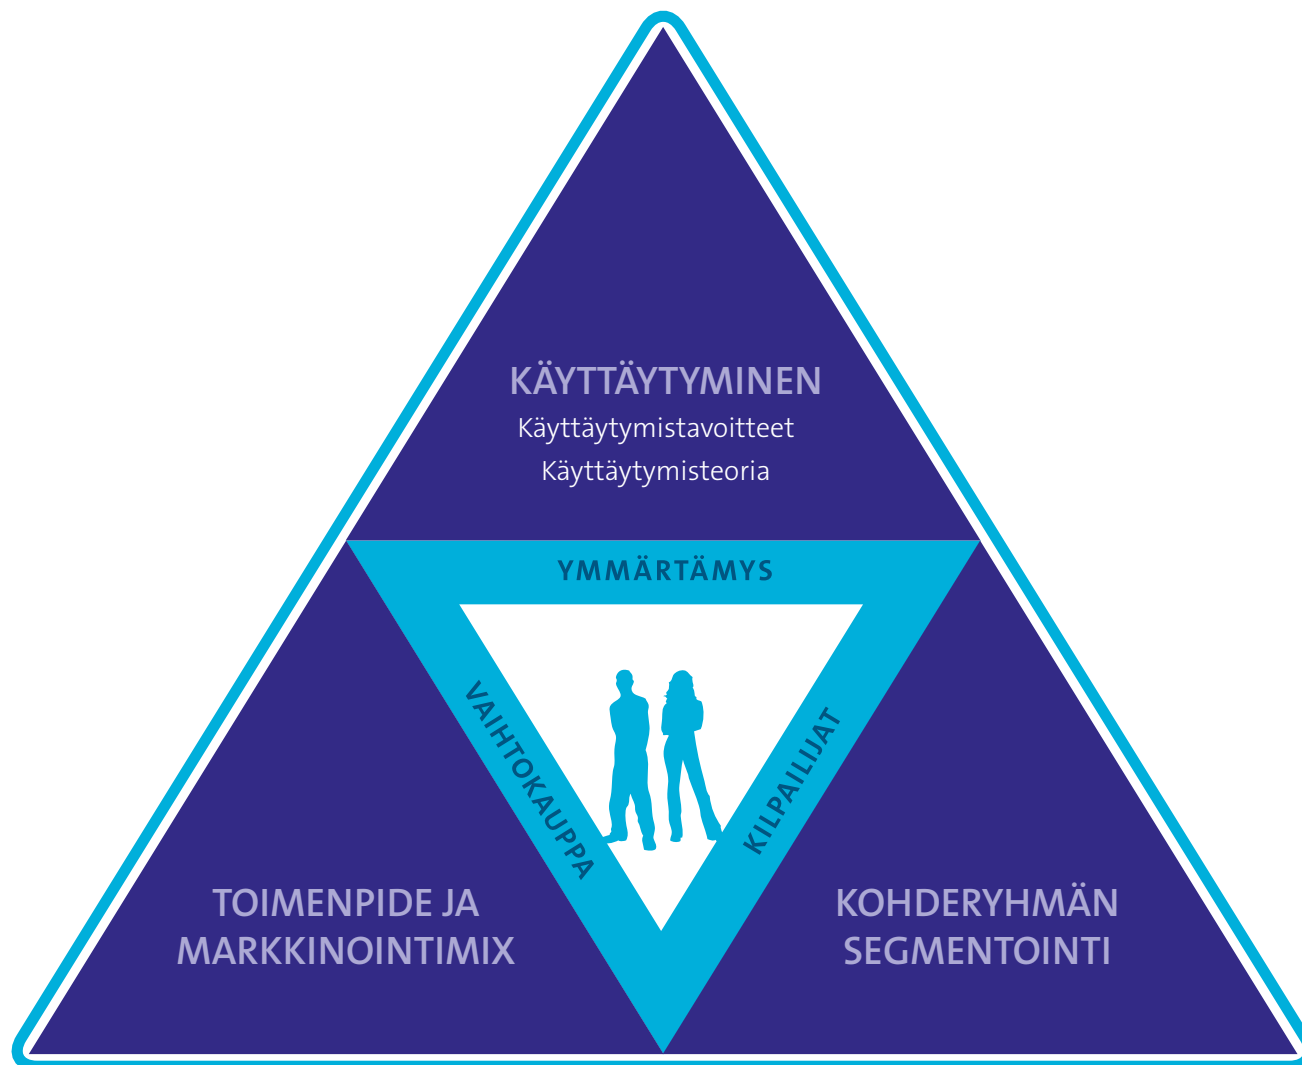 KÄYTTÄYTYMINEN
Käyttäytymistavoitteet
Käyttäytymisteoria
YMMÄRTÄMYS
VAIHTOKAUPPA
KILPAILIJAT
TOIMENPIDE JA
MARKKINOINTIMIX
KOHDERYHMÄN
SEGMENTOINTI